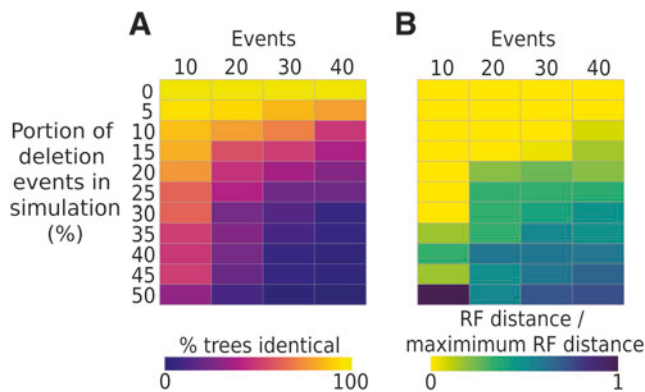 A
B
Events
Events
10 20 30 40
10 20 30 40
Portion of
deletion
events in
simulation
(%)
0
5
10
15
20
25
30
35
40
45
50
% trees identical
0
100
RF distance /
maximimum RF distance
0
1